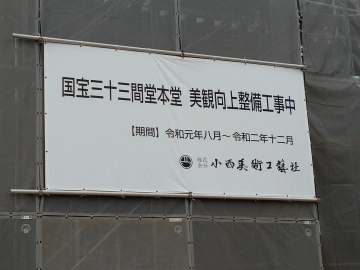 国宝三十三間堂本堂 美観向上整備工事中
【期間】令和元年八月~令和二年十二月
株式会社 小西美術工藝社